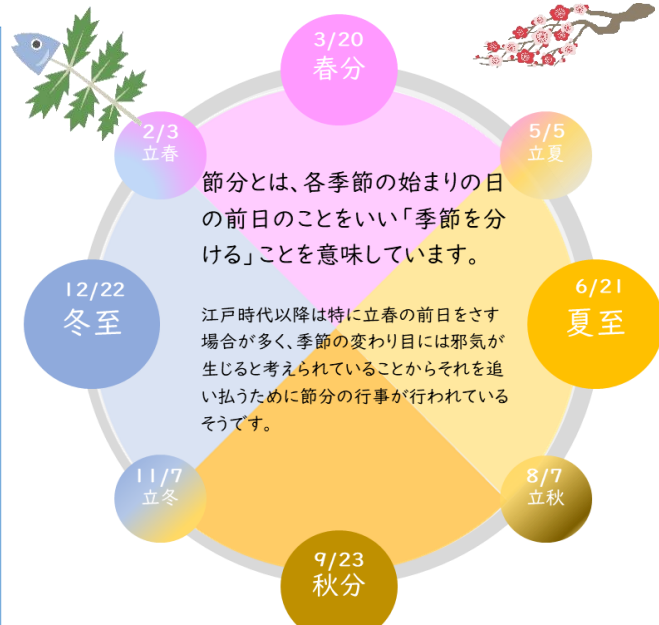 3/20
春分
2/3
立春
5/5
立夏
節分とは、各季節の始まりの日
の前日のことをいい「季節を分
ける」ことを意味しています。
12/22
冬至
6/21
夏至
江戸時代以降は特に立春の前日をさす
場合が多く、季節の変わり目には邪気が
生じると考えられていることからそれを追
い払うために節分の行事が行われている
そうです。
11/7
立冬
8/7
立秋
9/23
秋分